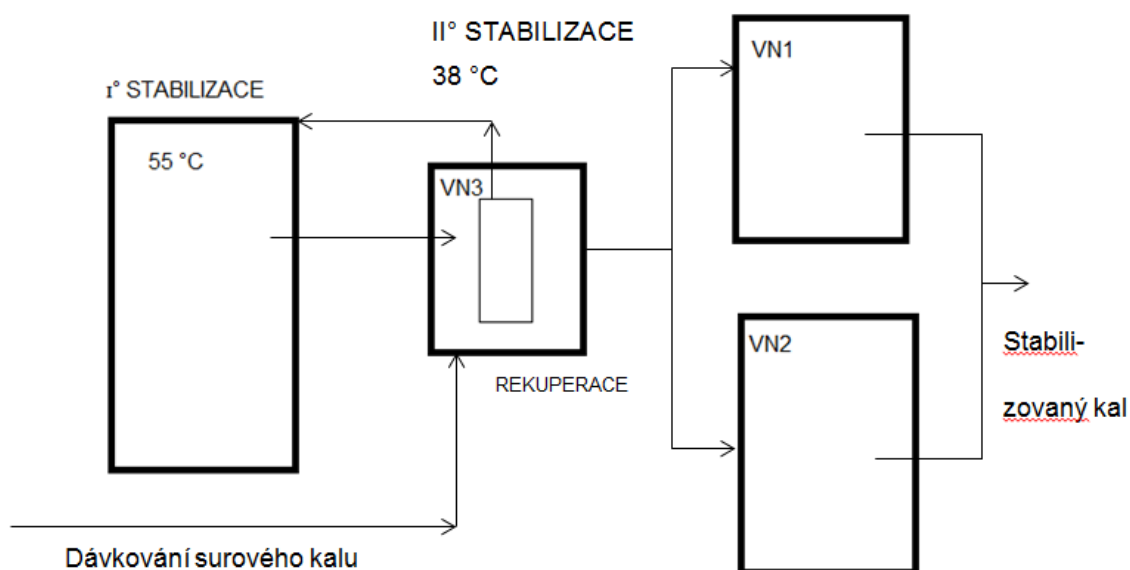 II° STABILIZACE
38 °C
I° STABILIZACE
55 °C
VN3
REKUPERACE
VN1
VN2
Stabili-
zovaný kal
Dávkování surového kalu